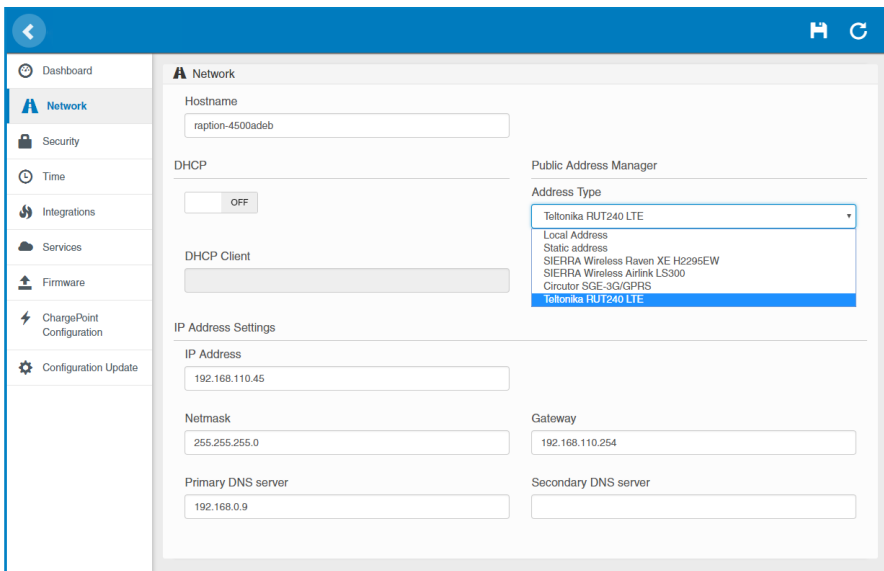 Dashboard
Network
Security
Time
Integrations
Services
Firmware
ChargePoint
Configuration
Configuration Update
Network
Hostname
raption-4500adeb
DHCP
OFF
DHCP Client
Public Address Manager
Address Type
Teltonika RUT240 LTE
Local Address
Static address
SIERRA Wireless Raven XE H2295EW
SIERRA Wireless Airlink LS300
Circutor SGE-3G/GPRS
Teltonika RUT240 LTE
IP Address Settings
IP Address
192.168.110.45
Netmask
255.255.255.0
Gateway
192.168.110.254
Primary DNS server
192.168.0.9
Secondary DNS server